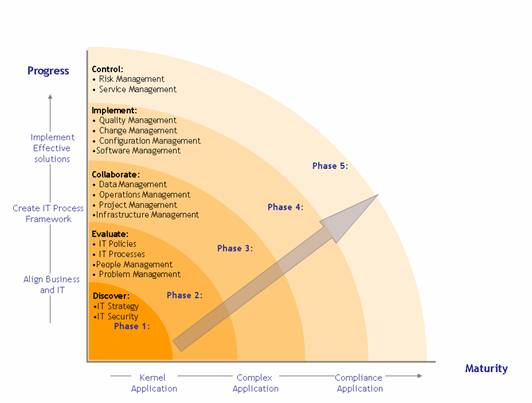 Progress
Control:
• Risk Management
• Service Management
Implement:
• Quality Management
• Change Management
• Configuration Management
•Software Management
Implement
Effective
solutions
Phase 5:
Collaborate:
• Data Management
• Operations Management
• Project Management
•Infrastructure Management
Phase 4:
Create IT Process
Framework
Evaluate:
• IT Policies
• IT Processes
•People Management
• Problem Management
Phase 3:
Align Business
and IT
Discover:
•IT Strategy
•IT Security
Phase 1:
Phase 2:
Maturity
Kernel
Application
Complex
Application
Compliance
Application